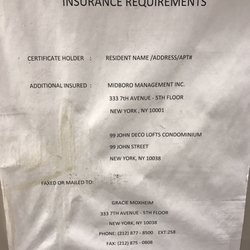 INSURANCE REQUIREMENTS
CERTIFICATE HOLDER : RESIDENT NAME /ADDRESS/APT#
ADDITIONAL INSURED : MIDBORO MANAGEMENT INC.
333 7TH AVENUE - 5TH FLOOR
NEW YORK , NY 10001
99 JOHN DECO LOFTS CONDOMINIUM
99 JOHN STREET
NEW YORK, NY 10038
FAXED OR MAILED TO:
GRACIE MOXHEIM
333 7TH AVENUE - 5TH FLOOR
NEW YORK, NY 10038
PHONE: (212) 877 - 8500 EXT:258
FAX: (212) 875 - 0808